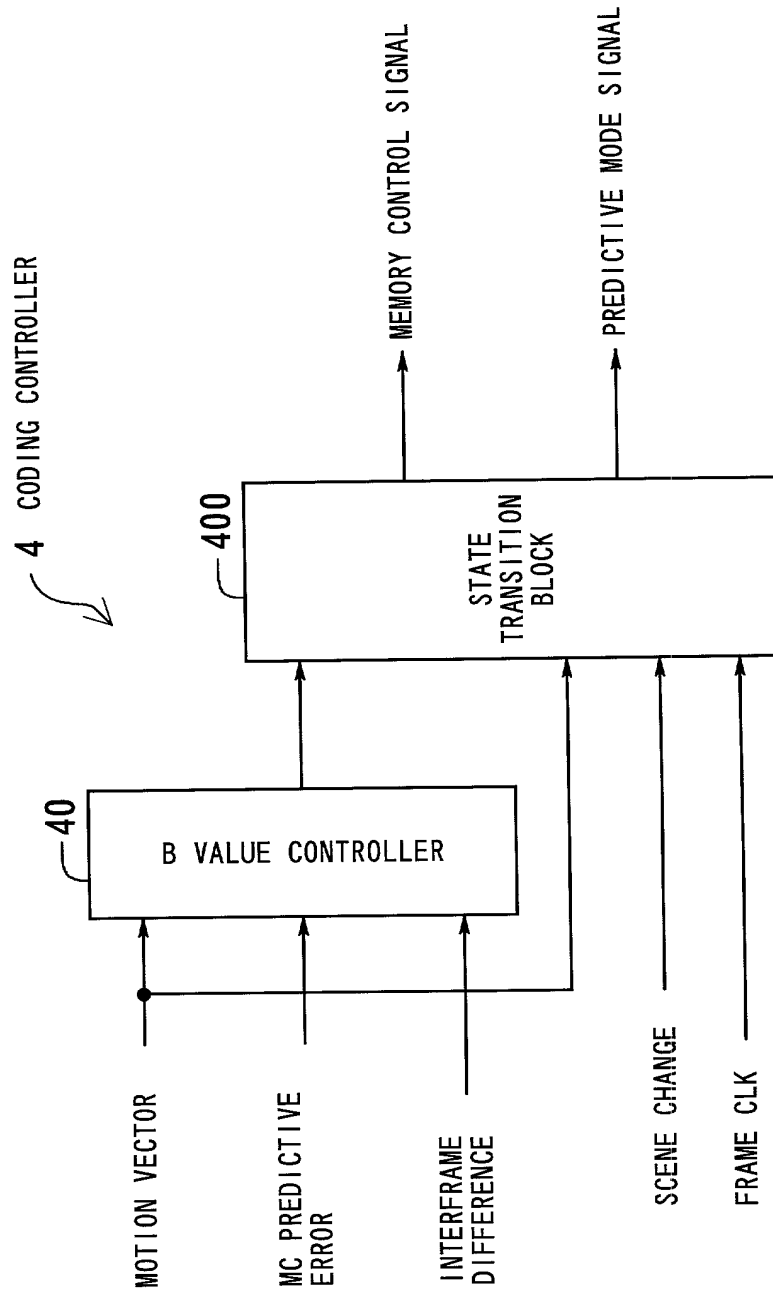 4 CODING CONTROLLER
MOTION VECTOR
MC PREDICTIVE
ERROR
INTERFRAME
DIFFERENCE
SCENE CHANGE
FRAME CLK
40
B VALUE CONTROLLER
400
STATE
TRANSITION
BLOCK
MEMORY CONTROL SIGNAL
PREDICTIVE MODE SIGNAL